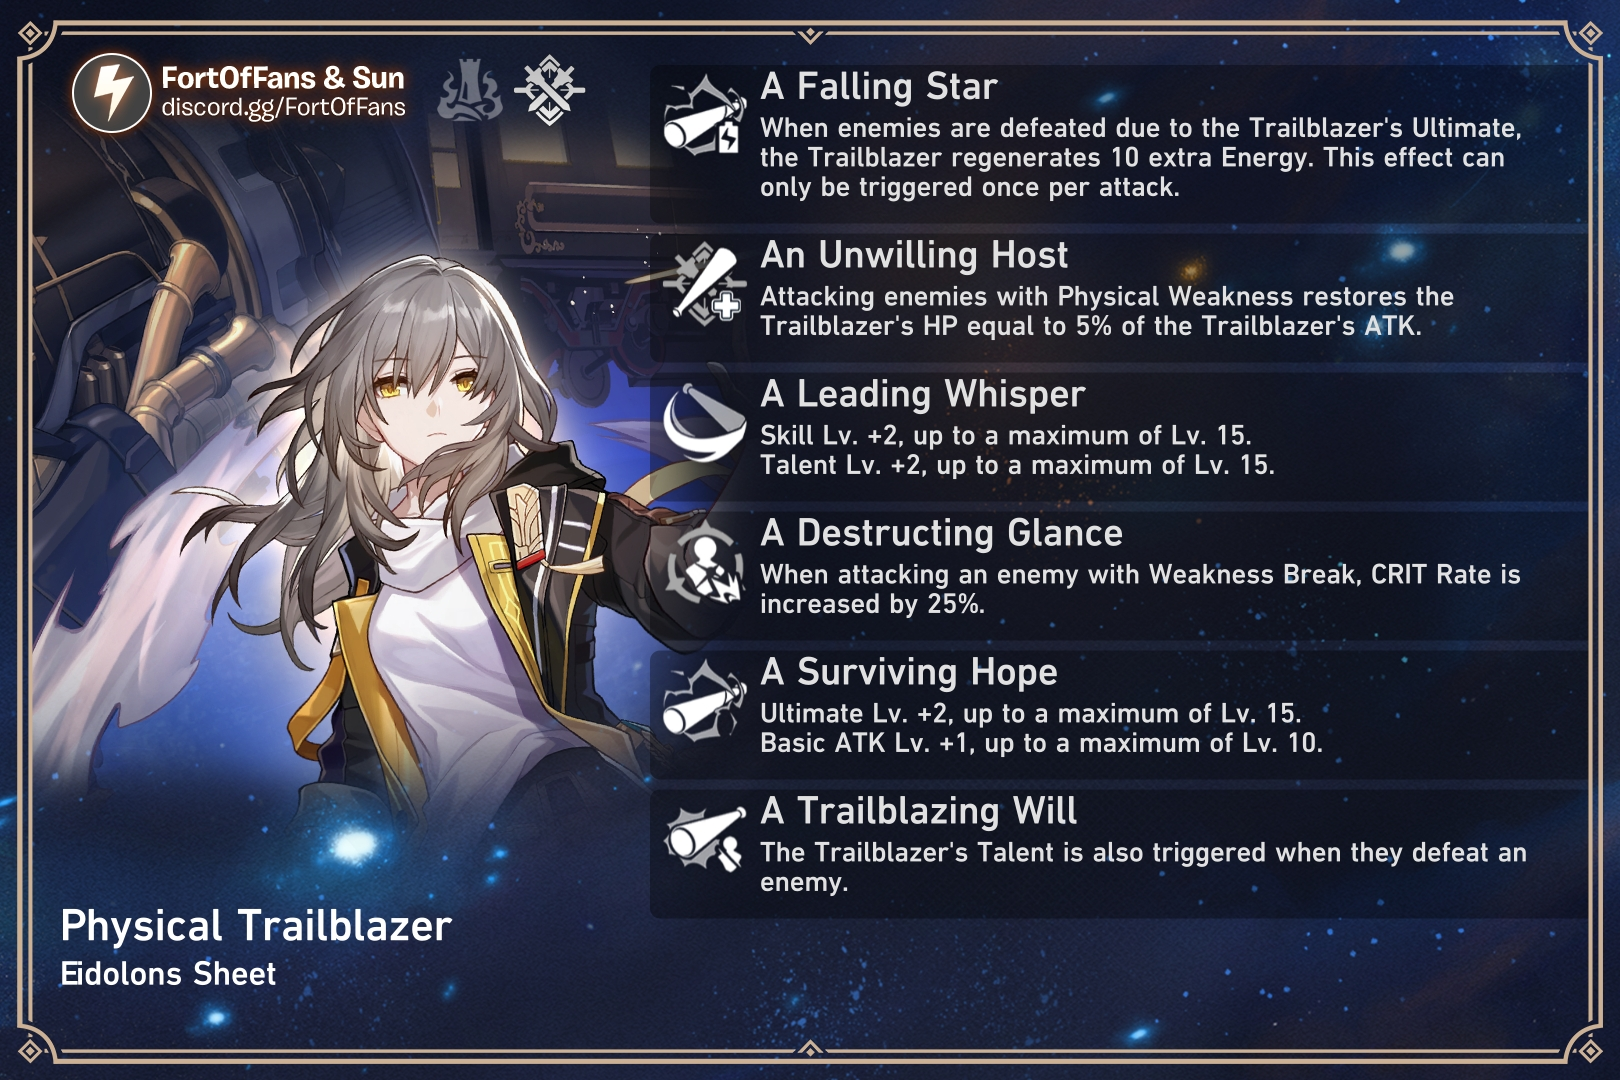 FortOfFans & Sun
discord.gg/FortOfFans
A Falling Star
When enemies are defeated due to the Trailblazer's Ultimate,
the Trailblazer regenerates 10 extra Energy. This effect can
only be triggered once per attack.
An Unwilling Host
Attacking enemies with Physical Weakness restores the
Trailblazer's HP equal to 5% of the Trailblazer's ATK.
A Leading Whisper
Skill Lv. +2, up to a maximum of Lv. 15.
Talent Lv. +2, up to a maximum of Lv. 15.
A Destructing Glance
When attacking an enemy with Weakness Break, CRIT Rate is
increased by 25%.
A Surviving Hope
Ultimate Lv. +2, up to a maximum of Lv. 15.
Basic ATK Lv. +1, up to a maximum of Lv. 10.
A Trailblazing Will
The Trailblazer's Talent is also triggered when they defeat an
enemy.
Physical Trailblazer
Eidolons Sheet